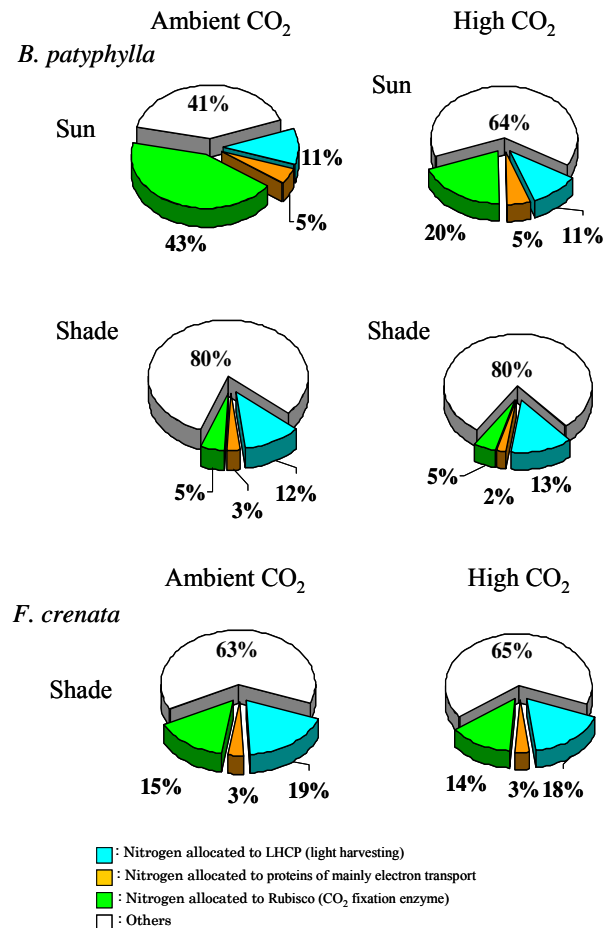 Ambient CO₂ High CO₂
B. patyphylla
Sun
41%
11%
5%
43%
Sun
64%
20% 5% 11%
Shade
80%
5% 3% 12%
Shade
80%
5% 2% 13%
Ambient CO₂ High CO₂
F. crenata
Shade
63%
15% 3% 19%
65%
14% 3% 18%
: Nitrogen allocated to LHCP (light harvesting)
: Nitrogen allocated to proteins of mainly electron transport
: Nitrogen allocated to Rubisco (CO₂ fixation enzyme)
: Others